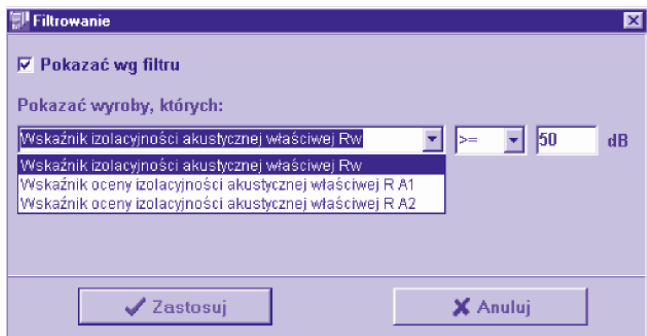 Filtrowanie
Pokazać wg filtru
Pokazać wyroby, których:
Wskaźnik izolacyjności akustycznej właściwej Rw >= 50 dB
Wskaźnik izolacyjności akustycznej właściwej Rw
Wskaźnik oceny izolacyjności akustycznej właściwej R A1
Wskaźnik oceny izolacyjności akustycznej właściwej R A2
Zastosuj Anuluj